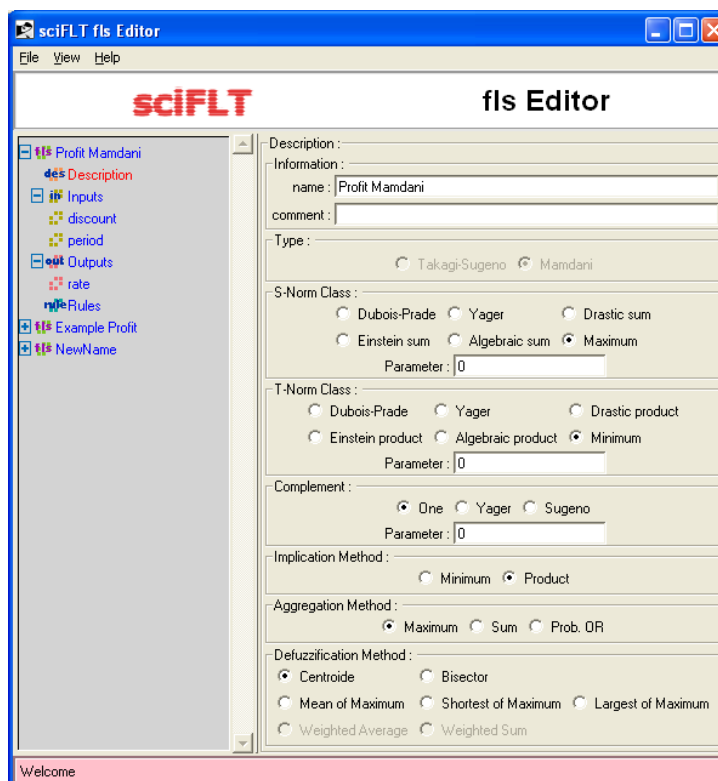 sciFLT fls Editor
File View Help
sciFLT fls Editor
fls Profit Mamdani
des Description
in Inputs
discount
period
out Outputs
rate
rule Rules
fls Example Profit
fls NewName
Description :
Information :
name : Profit Mamdani
comment :
Type :
Takagi-Sugeno Mamdani
S-Norm Class :
Dubois-Prade Yager Drastic sum
Einstein sum Algebraic sum Maximum
Parameter : 0
T-Norm Class :
Dubois-Prade Yager Drastic product
Einstein product Algebraic product Minimum
Parameter : 0
Complement :
One Yager Sugeno
Parameter : 0
Implication Method :
Minimum Product
Aggregation Method :
Maximum Sum Prob. OR
Defuzzification Method :
Centroide Bisector
Mean of Maximum Shortest of Maximum Largest of Maximum
Weighted Average Weighted Sum
Welcome